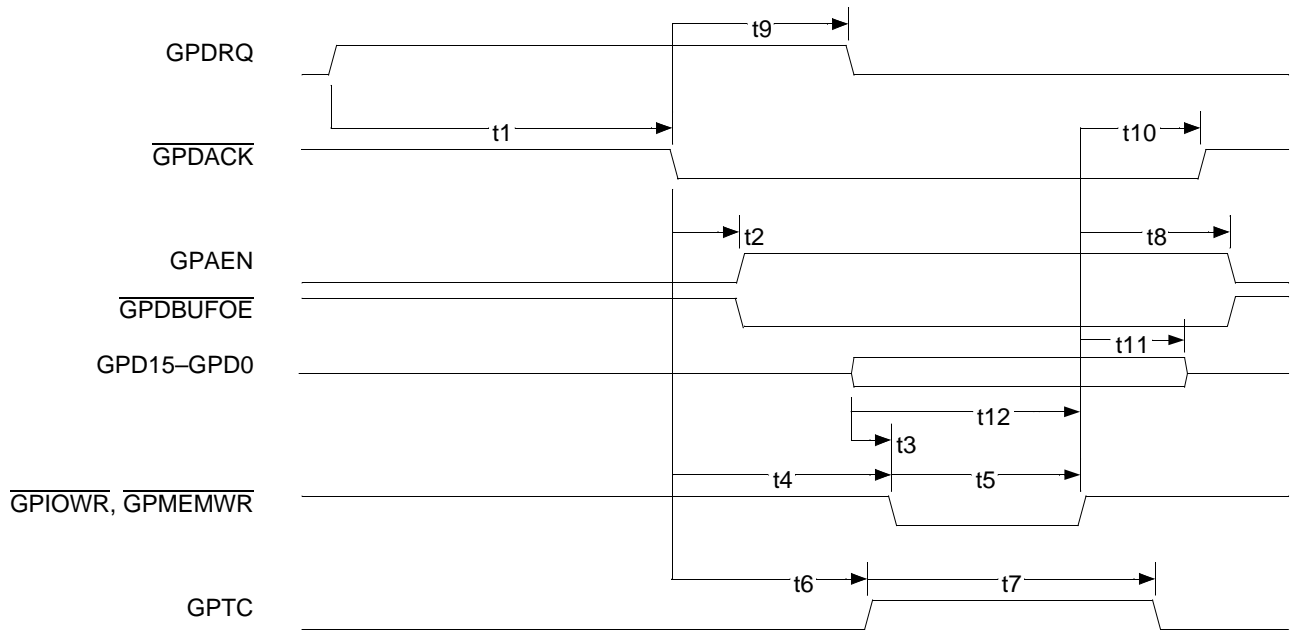 t9
GPDRQ
t1
t10
GPDACK
t2
t8
GPAEN
GPDBUFOE
t11
GPD15–GPD0
t12
t3
t4
t5
GPIOWR, GPMEMWR
t6
t7
GPTC